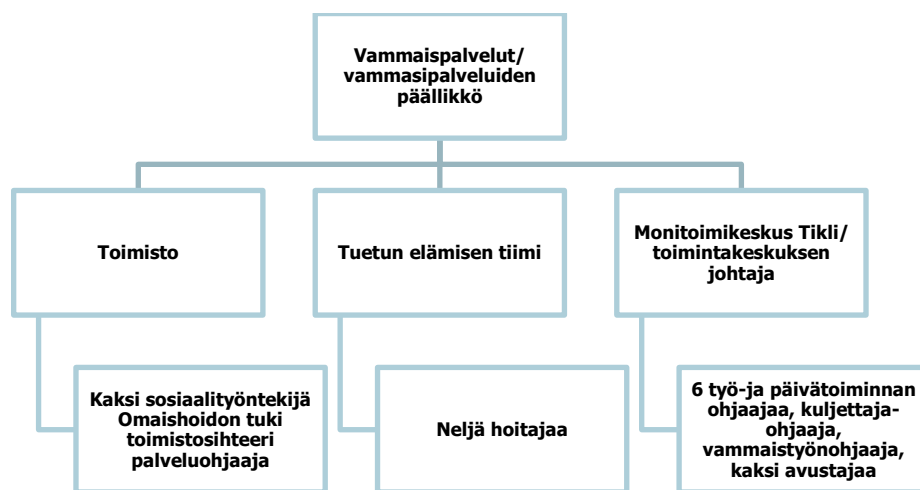 Vammaispalvelut/
vammasipalveluiden
päällikkö
Toimisto
Tuetun elämisen tiimi
Monitoimikeskus Tikli/
toimintakeskuksen
johtaja
Kaksi sosiaalityöntekijä
Omaishoidon tuki
toimistosihteeri
palveluohjaaja
Neljä hoitajaa
6 työ-ja päivätoiminnan
ohjaajaa, kuljettaja-
ohjaaja,
vammaistyönohjaaja,
kaksi avustajaa